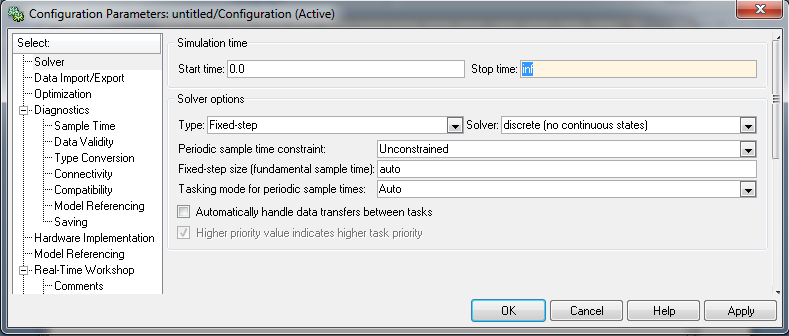 Configuration Parameters: untitled/Configuration (Active)
Select:
Solver
Data Import/Export
Optimization
Diagnostics
Sample Time
Data Validity
Type Conversion
Connectivity
Compatibility
Model Referencing
Saving
Hardware Implementation
Model Referencing
Real-Time Workshop
Comments
Simulation time
Start time: 0.0 Stop time: inf
Solver options
Type: Fixed-step Solver: discrete (no continuous states)
Periodic sample time constraint: Unconstrained
Fixed-step size (fundamental sample time): auto
Tasking mode for periodic sample times: Auto
Automatically handle data transfers between tasks
Higher priority value indicates higher task priority
OK Cancel Help Apply